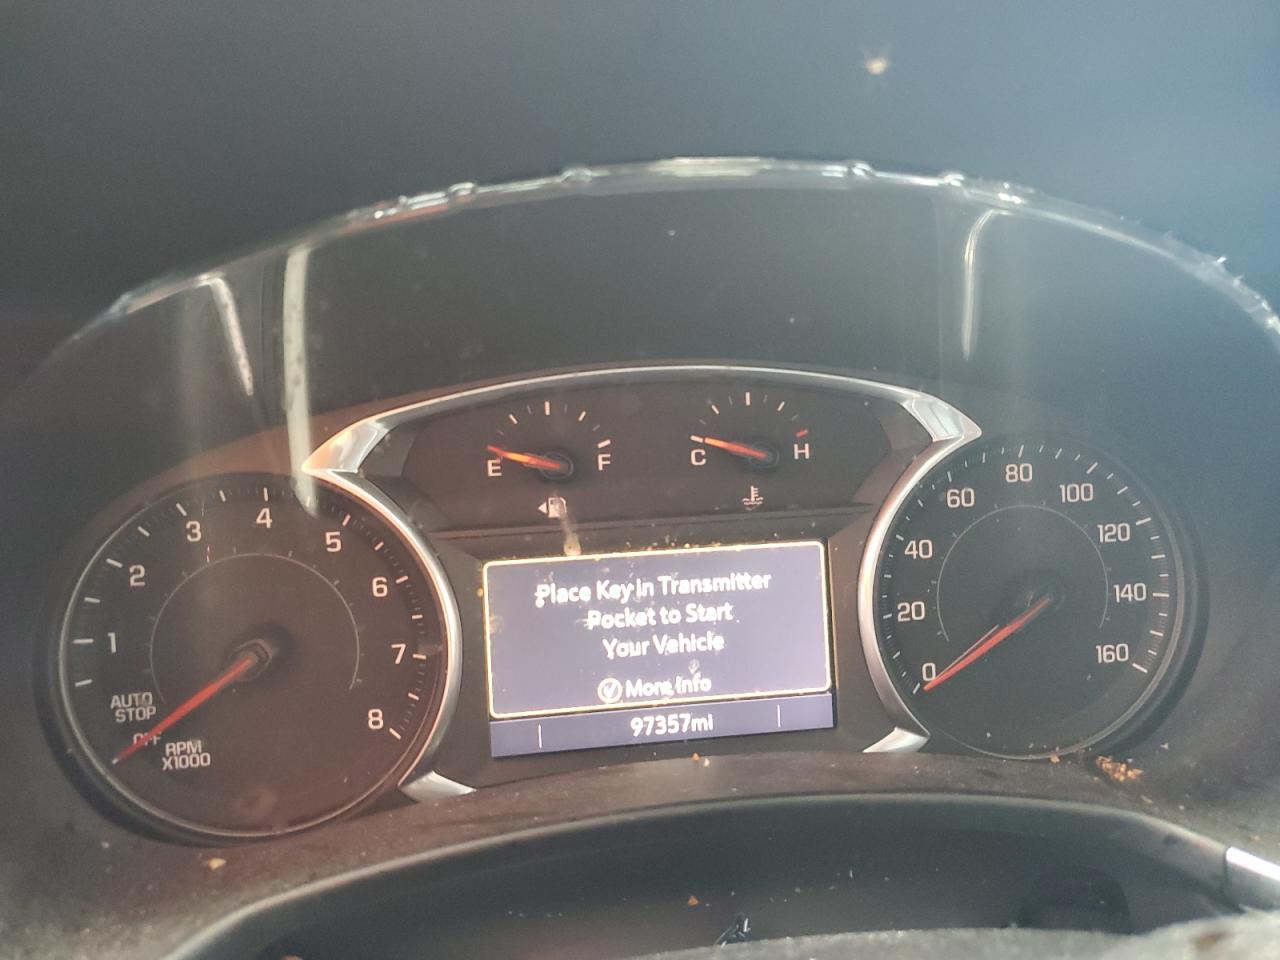 E
F
C
H
1
2
3
4
5
6
7
8
AUTO
STOP
OFF
RPM
X1000
Place Key in Transmitter
Pocket to Start
Your Vehicle
More Info
97357mi
0
20
40
60
80
100
120
140
160